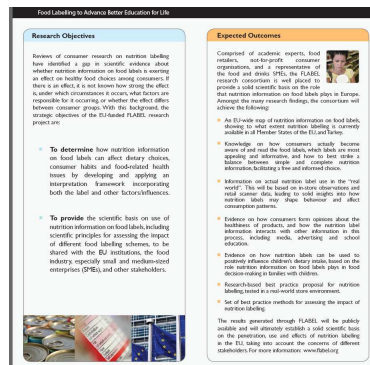 Food Labelling to Advance Better Education for Life
Research Objectives
Reviews of consumer research on nutrition labelling
have identified a gap in scientific evidence about
whether nutrition information on food labels is exerting
an effect on healthy food choices among consumers. If
there is an effect, it is not known how strong the effect
is, under which circumstances it occurs, what factors are
responsible for it occurring, or whether the effect differs
between consumer groups. With this background, the
strategic objectives of the EU-funded FLABEL research
project are:
To determine how nutrition information
on food labels can affect dietary choices,
consumer habits and food-related health
issues by developing and applying an
interpretation framework incorporating
both the label and other factors/influences.
To provide the scientific basis on use of
nutrition information on food labels, including
scientific principles for assessing the impact
of different food labelling schemes, to be
shared with the EU institutions, the food
industry, especially small and medium-sized
enterprises (SMEs), and other stakeholders.
Expected Outcomes
Comprised of academic experts, food
retailers, not-for-profit consumer
organisations, and a representative of
the food and drinks SMEs, the FLABEL
research consortium is well placed to
provide a solid scientific basis on the role
that nutrition information on food labels plays in Europe.
Amongst the many research findings, the consortium will
achieve the following:
An EU-wide map of nutrition information on food labels,
showing to what extent nutrition labelling is currently
available in all Member States of the EU, and Turkey.
Knowledge on how consumers actually become
aware of and read the food labels, which labels are most
appealing and informative, and how to best strike a
balance between simple and complete nutrition
information, facilitating a free and informed choice.
Information on actual nutrition label use in the "real
world". This will be based on in-store observations and
retail scanner data, leading to solid insights into how
nutrition labels may shape behaviour and affect
consumption patterns.
Evidence on how consumers form opinions about the
healthiness of products, and how the nutrition label
information interacts with other information in this
process, including media, advertising and school
education.
Evidence on how nutrition labels can be used to
positively influence children's dietary intake, based on the
role nutrition information on food labels plays in food
decision-making in families with children.
Research-based best practice proposal for nutrition
labelling, tested in a real-world store environment.
Set of best practice methods for assessing the impact of
nutrition labelling.
The results generated through FLABEL will be publicly
available and will ultimately establish a solid scientific basis
on the penetration, use and effects of nutrition labelling
in the EU, taking into account the concerns of different
stakeholders. For more information: www.flabel.org